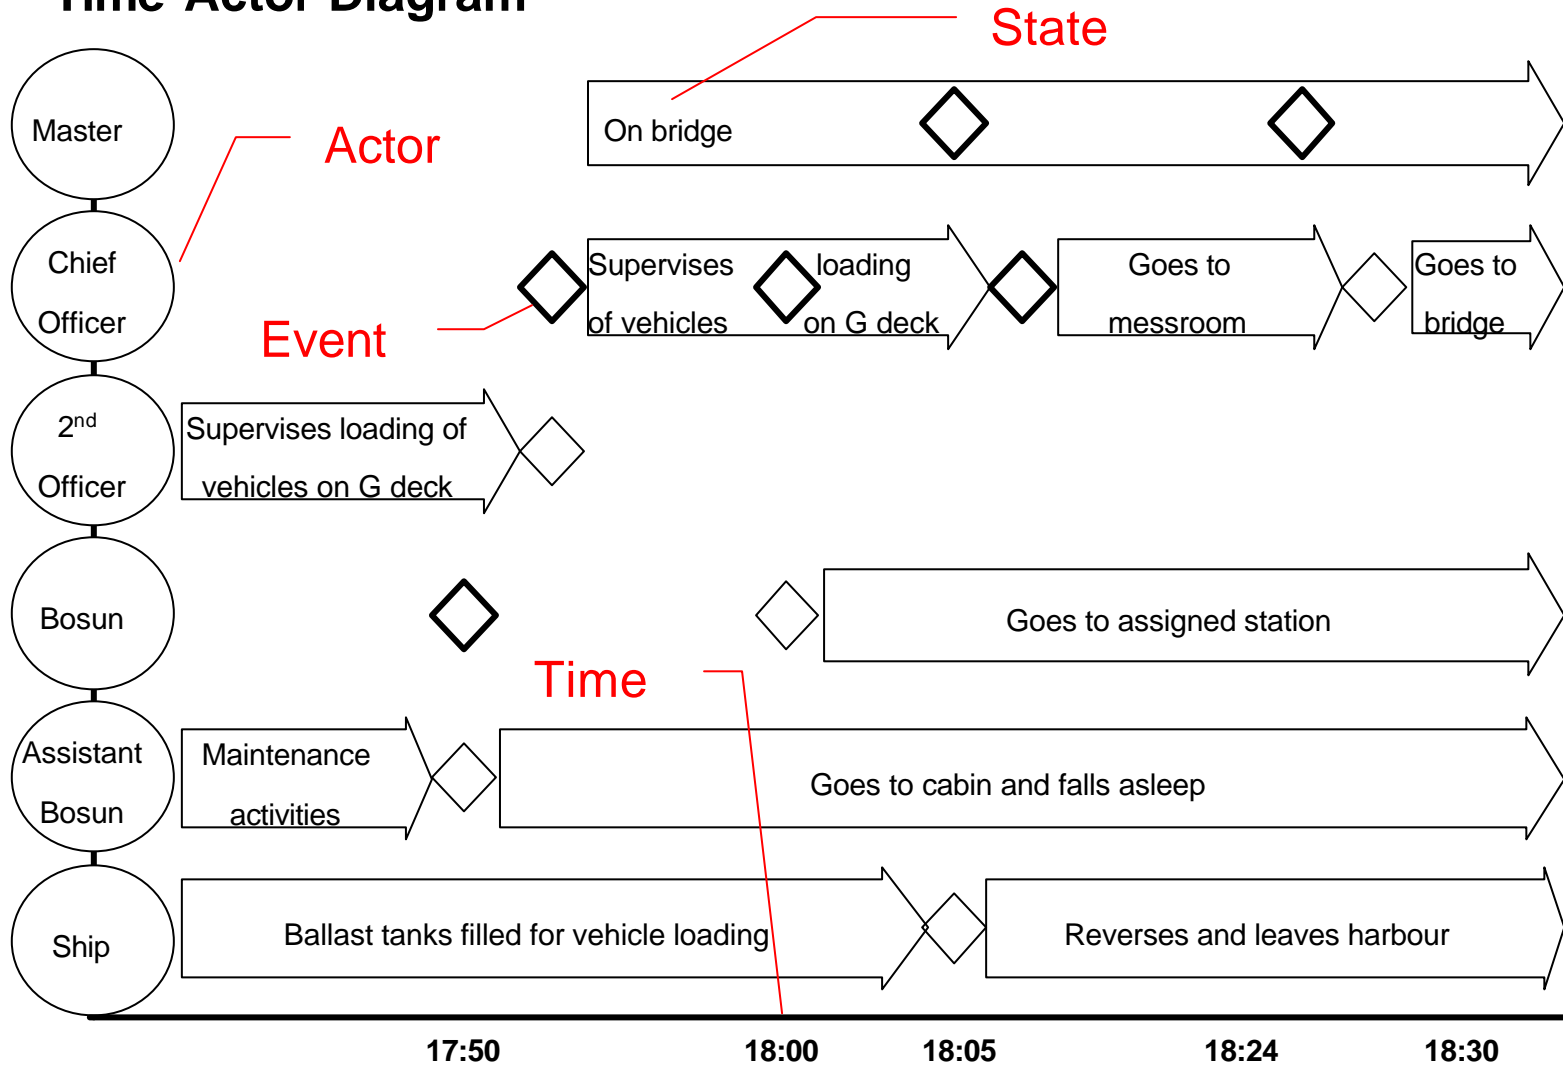 Time Actor Diagram
State
Master
Actor
On bridge
Chief
Officer
Event
Supervises loading
of vehicles on G deck
Goes to
messroom
Goes to
bridge
2nd
Officer
Supervises loading of
vehicles on G deck
Bosun
Goes to assigned station
Time
Assistant
Bosun
Maintenance
activities
Goes to cabin and falls asleep
Ship
Ballast tanks filled for vehicle loading
Reverses and leaves harbour
17:50 18:00 18:05 18:24 18:30